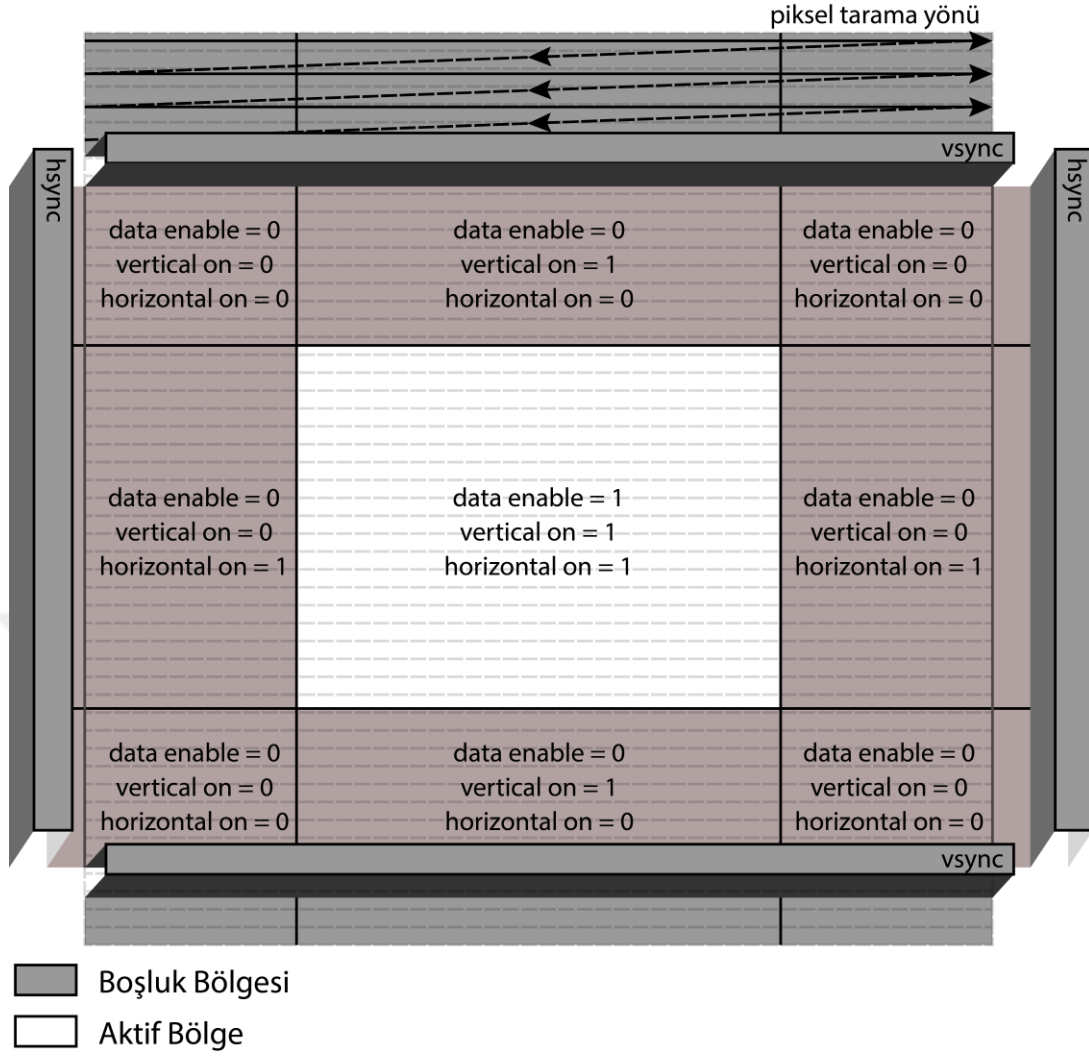 piksel tarama yönü
vsync
hsync
hsync
data enable = 0
vertical on = 0
horizontal on = 0
data enable = 0
vertical on = 1
horizontal on = 0
data enable = 0
vertical on = 0
horizontal on = 0
data enable = 0
vertical on = 0
horizontal on = 1
data enable = 1
vertical on = 1
horizontal on = 1
data enable = 0
vertical on = 0
horizontal on = 1
data enable = 0
vertical on = 0
horizontal on = 0
data enable = 0
vertical on = 1
horizontal on = 0
data enable = 0
vertical on = 0
horizontal on = 0
vsync
Boşluk Bölgesi
Aktif Bölge